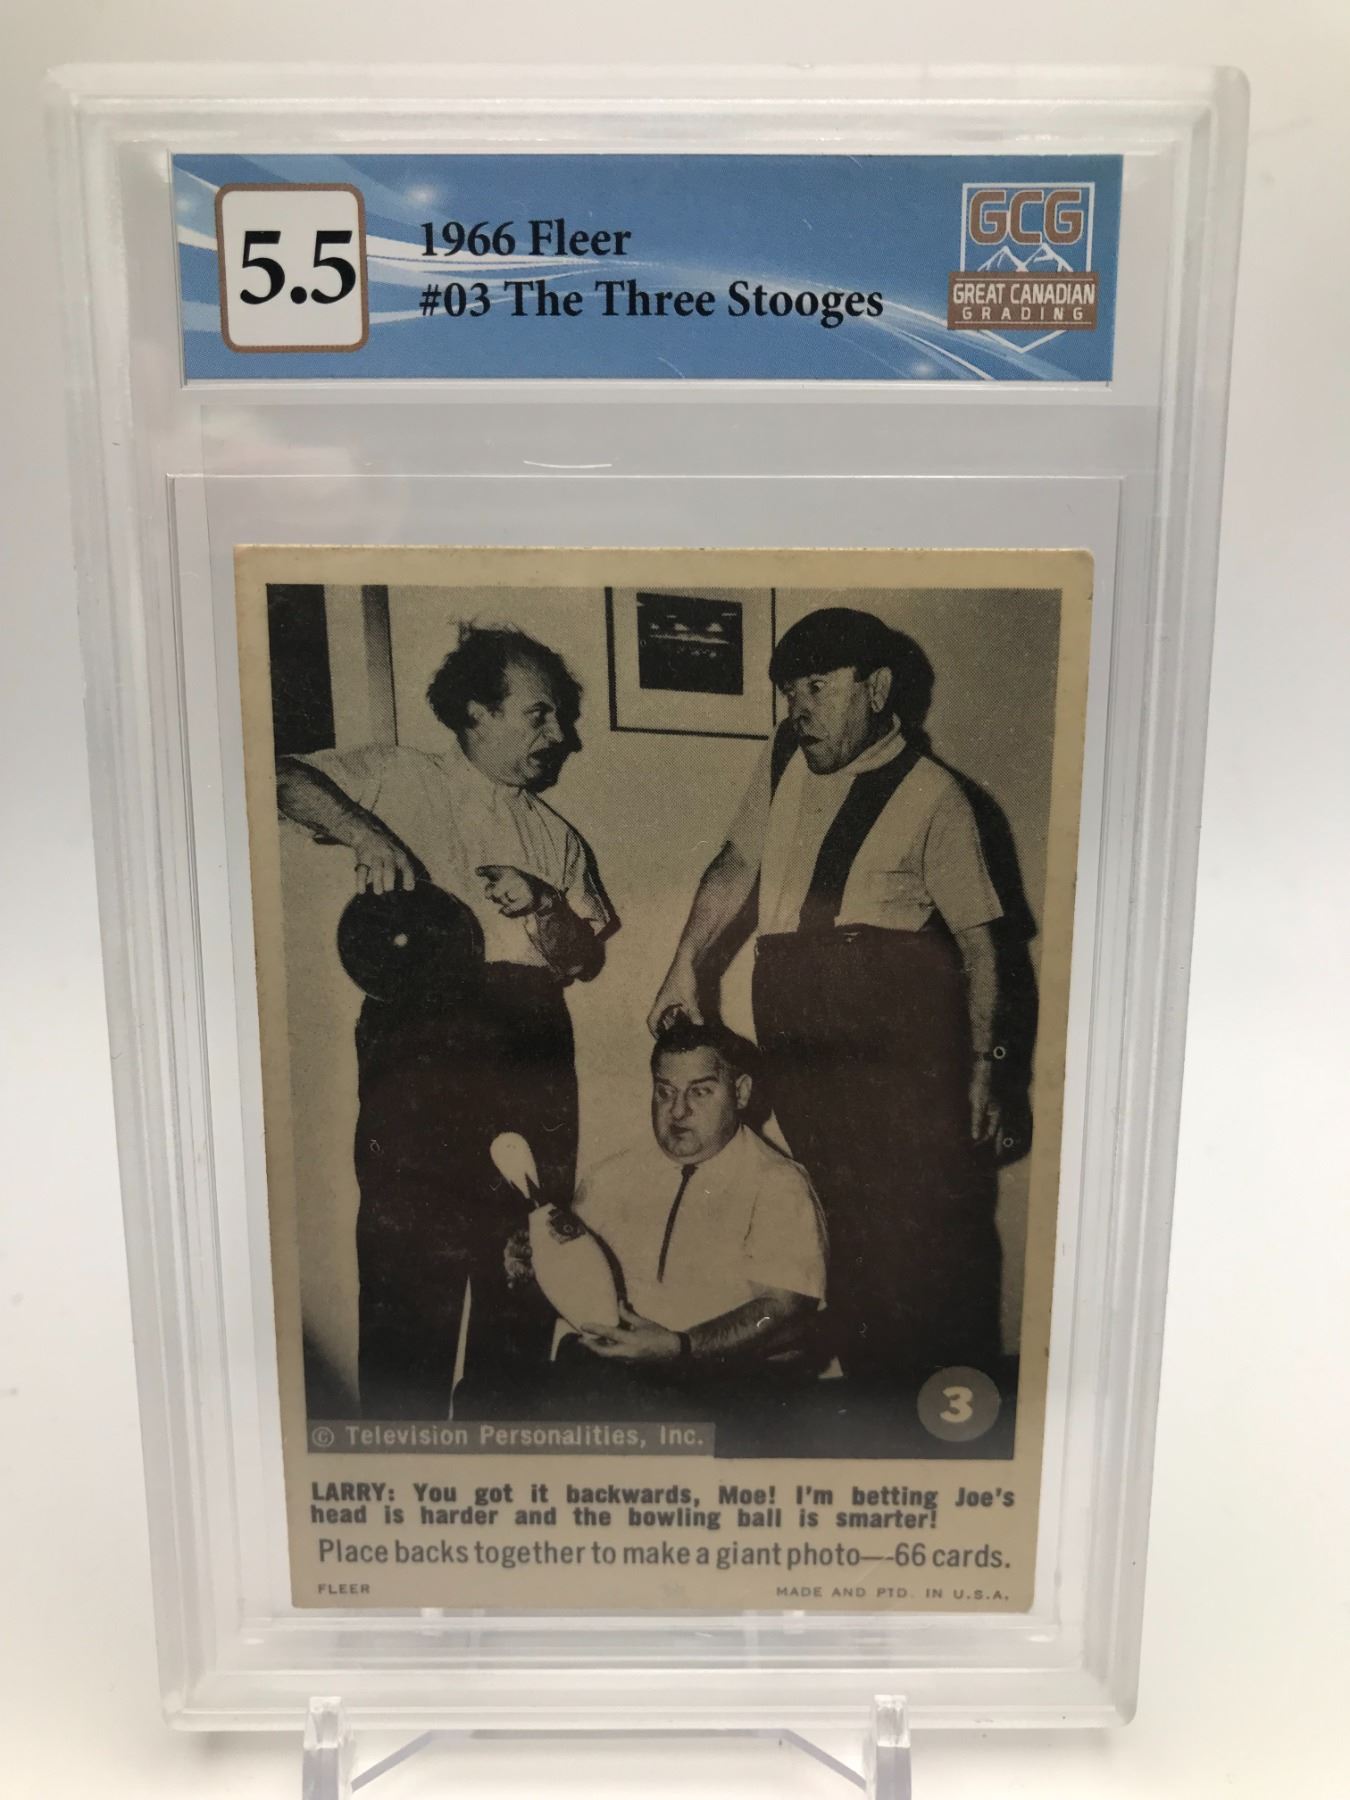 5.5
1966 Fleer
#03 The Three Stooges
GCG
GREAT CANADIAN
GRADING
3
© Television Personalities, Inc.
LARRY: You got it backwards, Moe! I'm betting Joe's
head is harder and the bowling ball is smarter!
Place backs together to make a giant photo—-66 cards.
FLEER
MADE AND PTD. IN U.S.A.